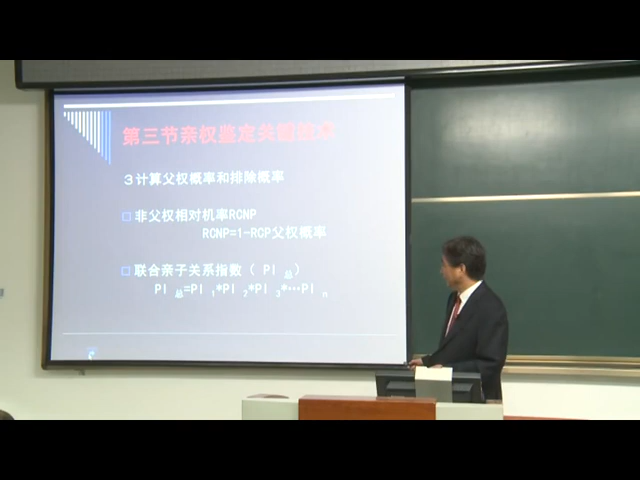 第三节亲权鉴定关键技术
3计算父权概率和排除概率
非父权相对机率RCNP
RCNP=1-RCP父权概率
联合亲子关系指数（ PI 总）
PI 总=PI 1*PI 2*PI 3*…PI n